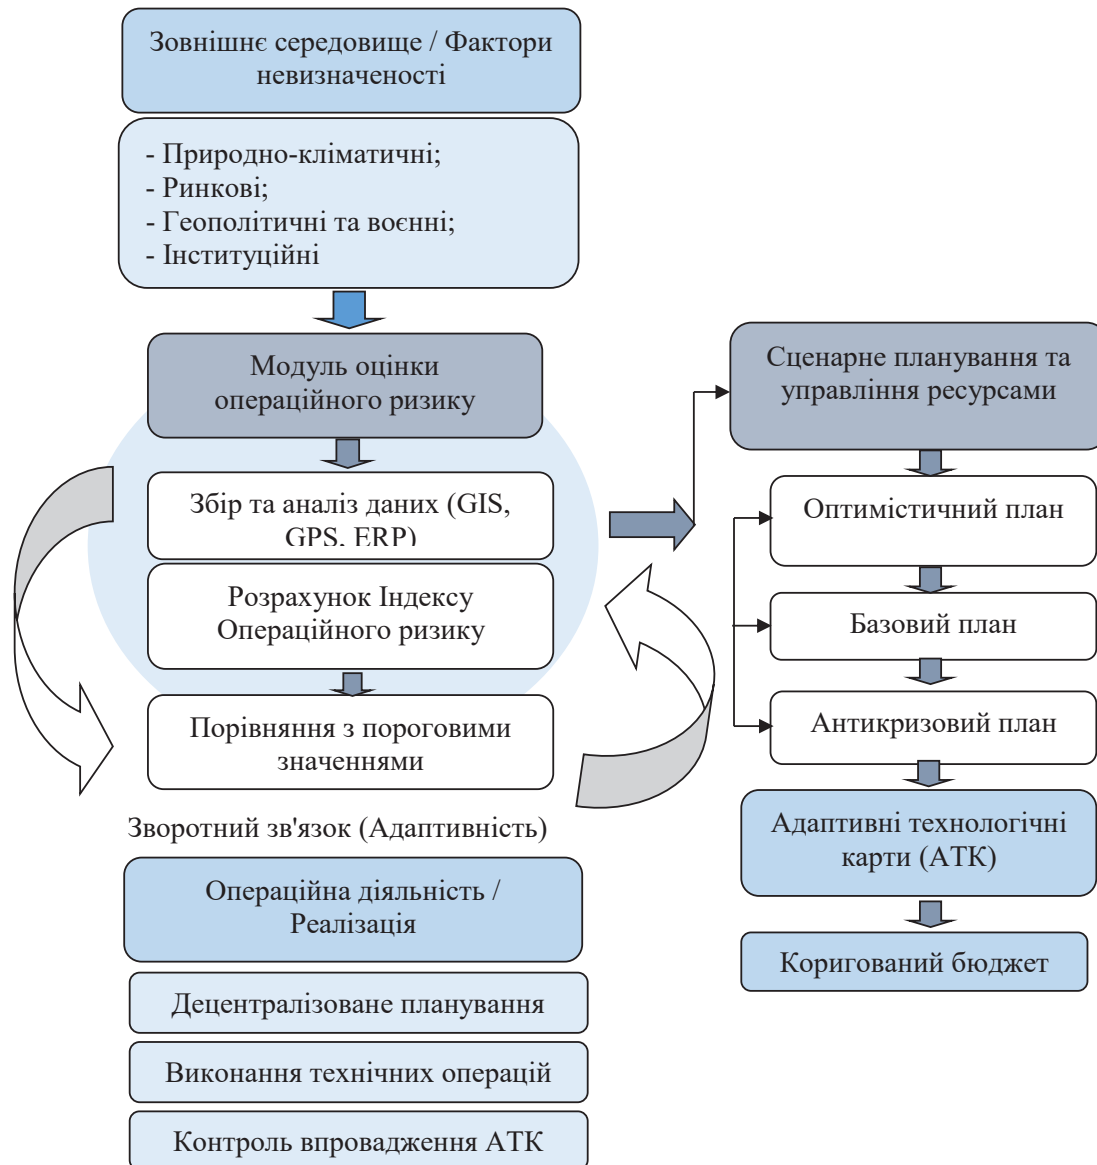 Зовнішнє середовище / Фактори
невизначеності
- Природно-кліматичні;
- Ринкові;
- Геополітичні та воєнні;
- Інституційні
Модуль оцінки
операційного ризику
Збір та аналіз даних (GIS,
GPS, ERP)
Розрахунок Індексу
Операційного ризику
Порівняння з пороговими
значеннями
Зворотний зв'язок (Адаптивність)
Операційна діяльність /
Реалізація
Децентралізоване планування
Виконання технічних операцій
Контроль впровадження АТК
Сценарне планування та
управління ресурсами
Оптимістичний план
Базовий план
Антикризовий план
Адаптивні технологічні
карти (АТК)
Коригований бюджет